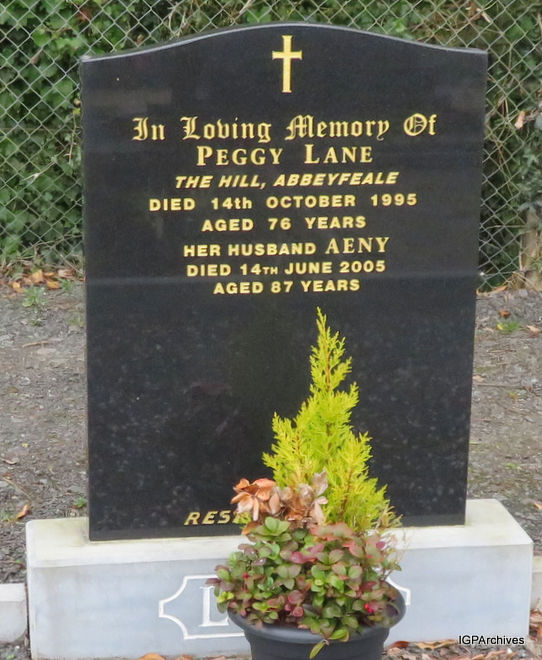 In Loving Memory Of
PEGGY LANE
THE HILL, ABBEYFEALE
DIED 14th OCTOBER 1995
AGED 76 YEARS
HER HUSBAND AENY
DIED 14TH JUNE 2005
AGED 87 YEARS
REST
L
IGPArchives